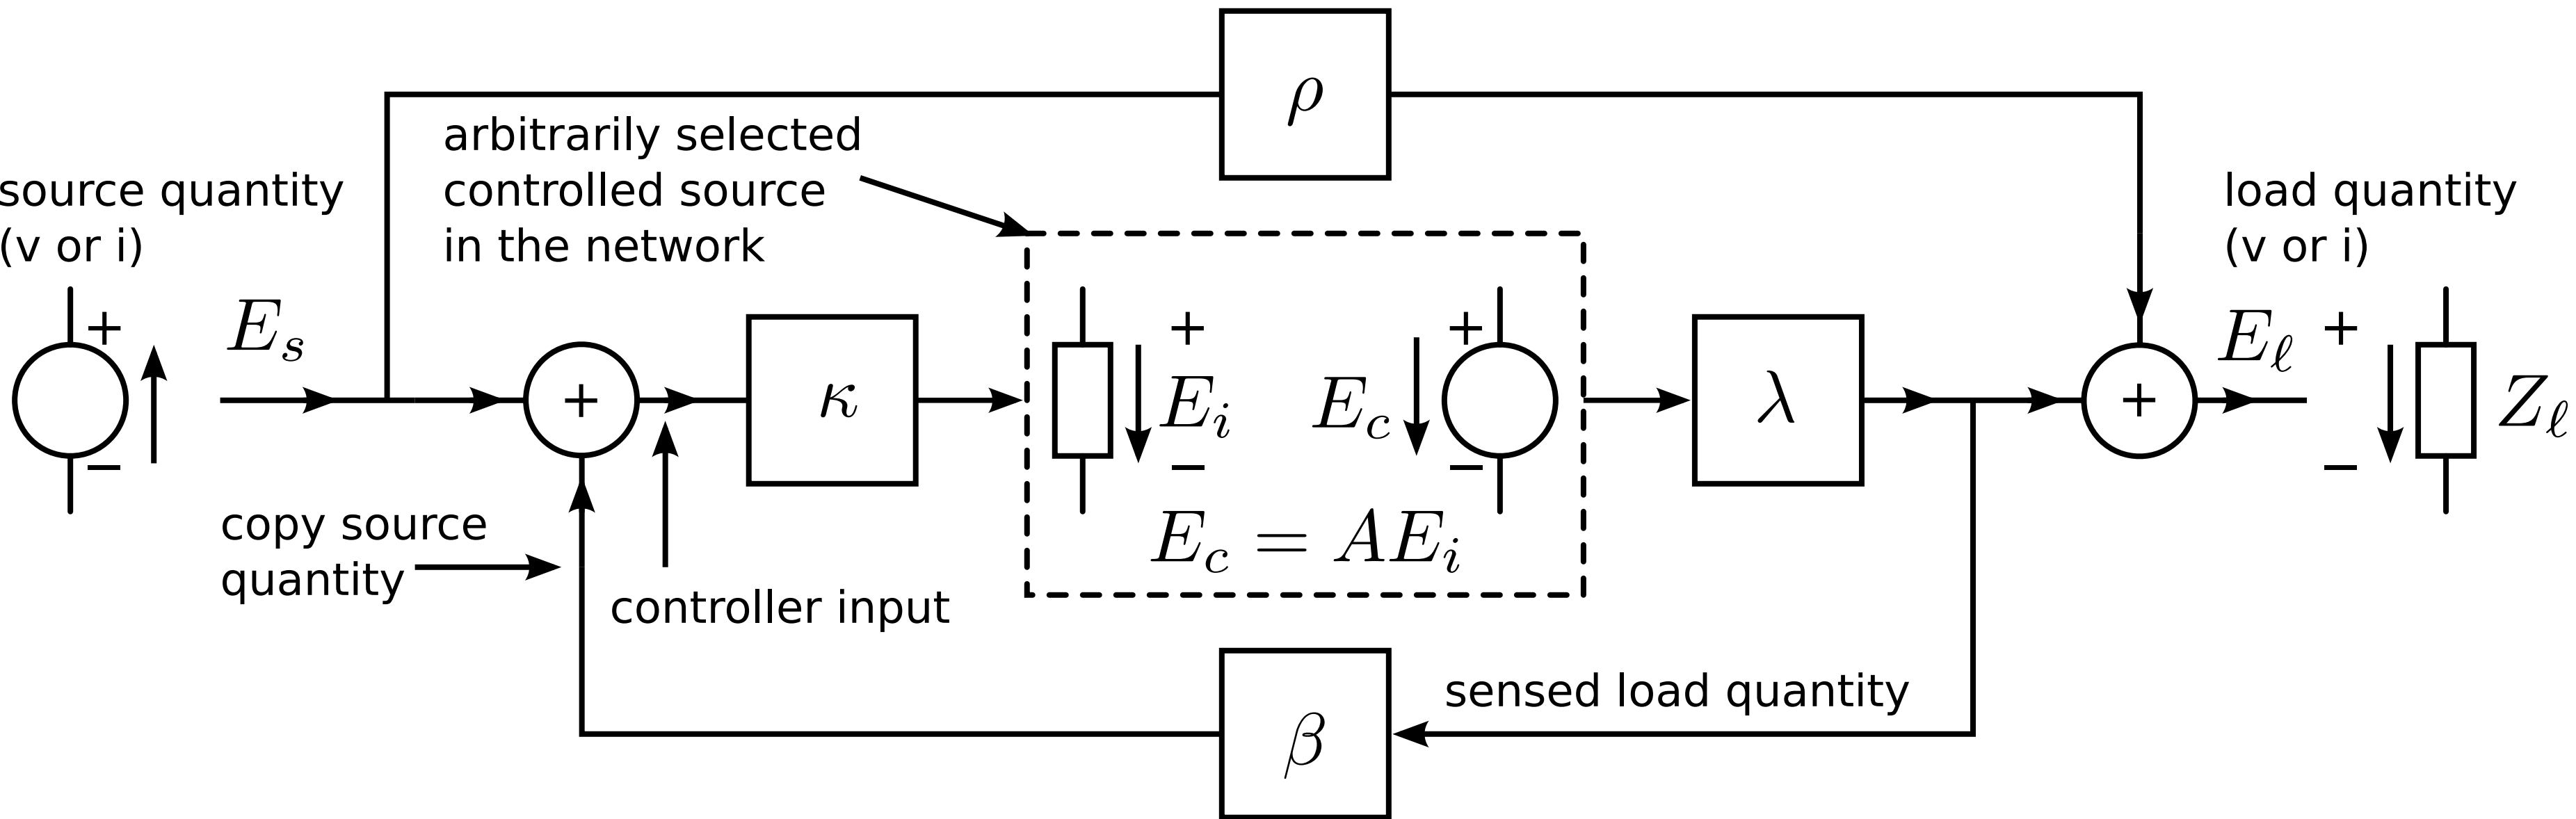 ρ
arbitrarily selected
controlled source
in the network
source quantity
(v or i)
load quantity
(v or i)
+
−
E_s
+
κ
+
E_i
−
E_c
+
−
E_c = AE_i
λ
+
E_ℓ
+
−
Z_ℓ
copy source
quantity
controller input
sensed load quantity
β